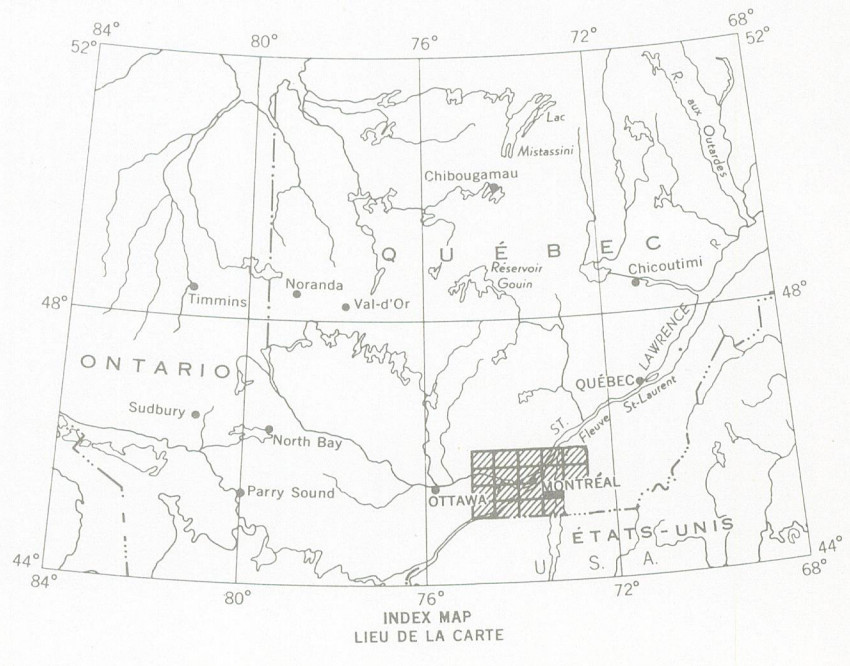 84°
80°
76°
72°
68°
52°
52°
R aux Outardes
Lac
Mistassini
Chibougamau
QUÉBEC
R
Réservoir
Gouin
Chicoutimi
Timmins
Noranda
Val-d'Or
48°
48°
ONTARIO
LAWRENCE
QUÉBEC
St-Laurent
Sudbury
North Bay
ST.
Fleuve
Parry Sound
OTTAWA
MONTRÉAL
ÉTATS-UNIS
U. S. A.
44°
44°
84°
80°
76°
72°
68°
INDEX MAP
LIEU DE LA CARTE